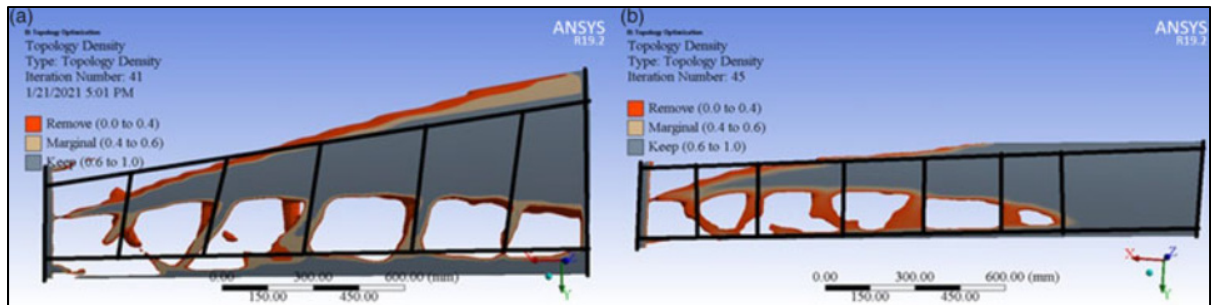 (a)
ANSYS
R19.2
B: Topology Optimization
Topology Density
Type: Topology Density
Iteration Number: 41
1/21/2021 5:01 PM
Remove (0.0 to 0.4)
Marginal (0.4 to 0.6)
Keep (0.6 to 1.0)
0.00 300.00 600.00 (mm)
150.00 450.00
X
Z
Y
(b)
ANSYS
R19.2
B: Topology Optimization
Topology Density
Type: Topology Density
Iteration Number: 45
Remove (0.0 to 0.4)
Marginal (0.4 to 0.6)
Keep (0.6 to 1.0)
0.00 300.00 600.00 (mm)
150.00 450.00
X
Z
Y